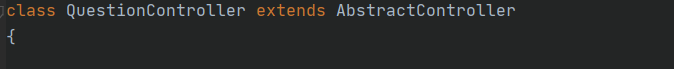 class QuestionController extends AbstractController
{